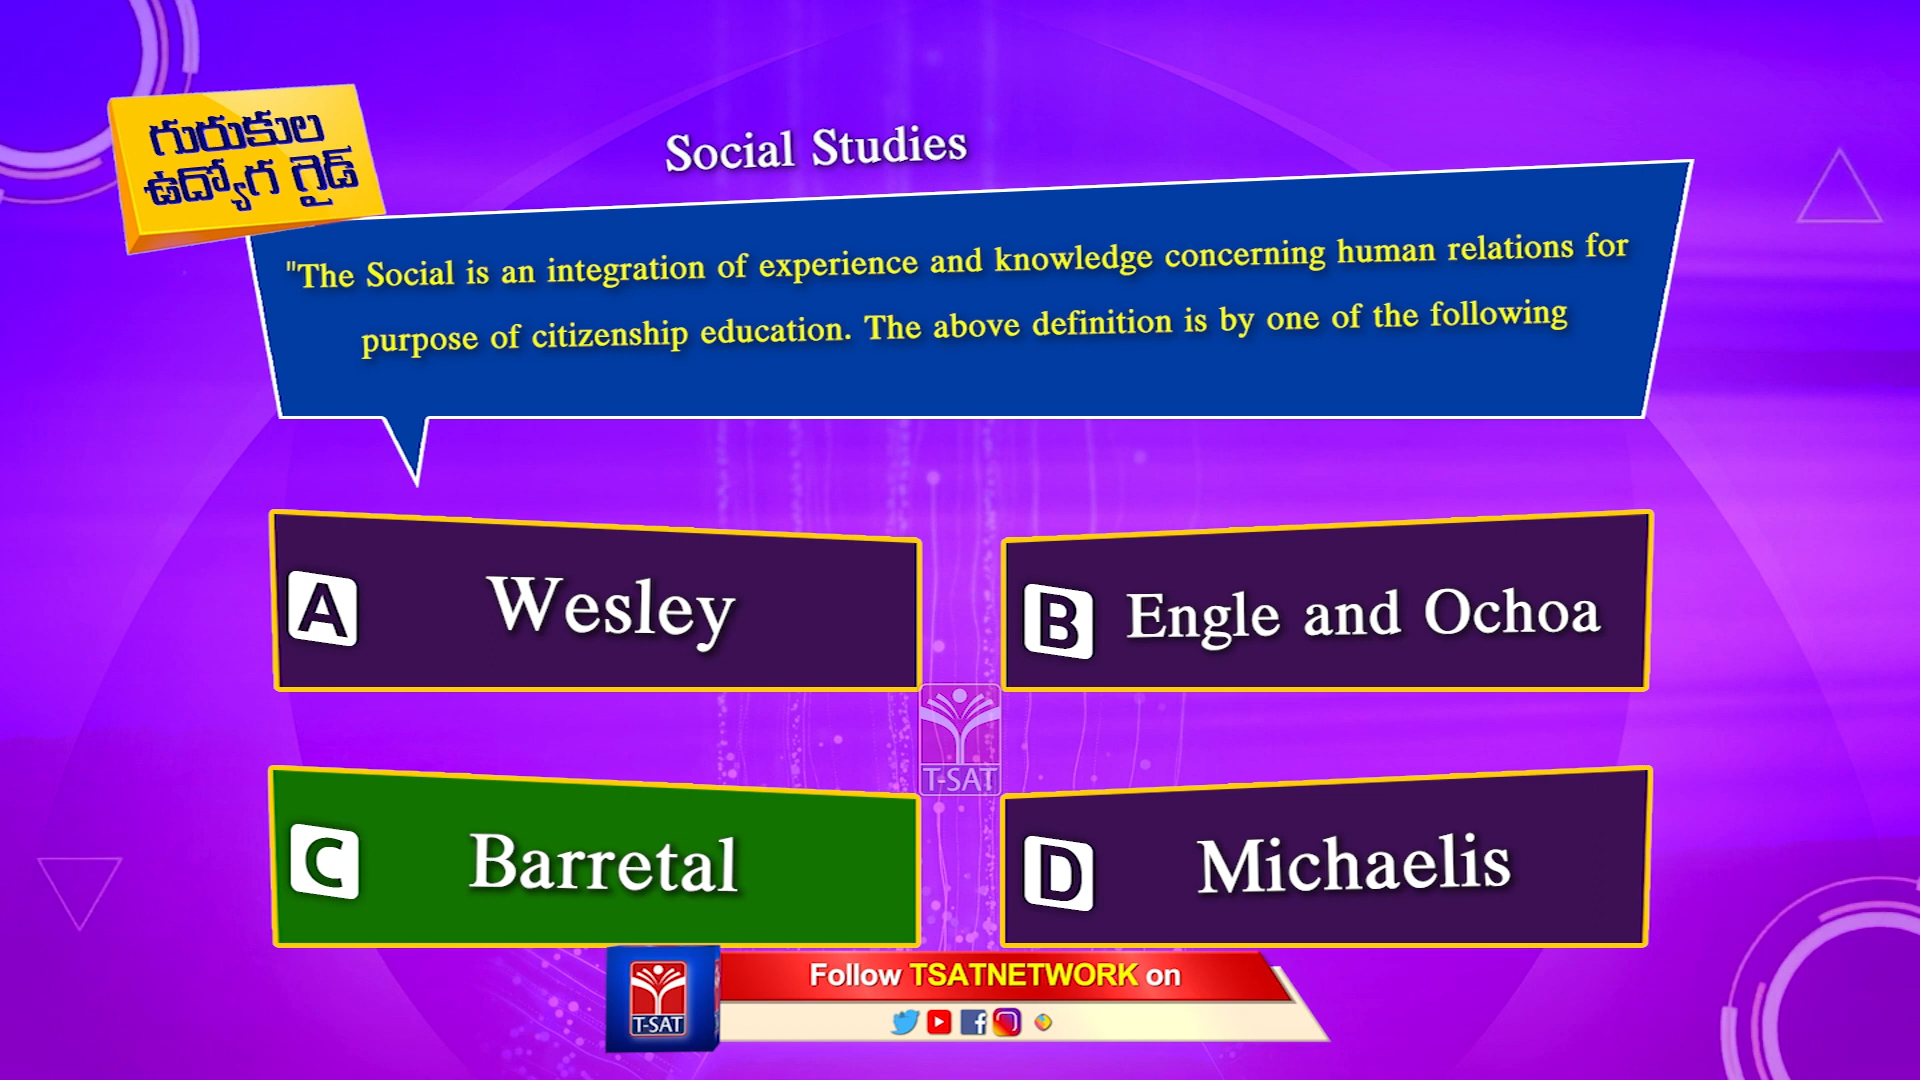 గురుకుల
ఉద్యోగ గైడ్
Social Studies
"The Social is an integration of experience and knowledge concerning human relations for
purpose of citizenship education. The above definition is by one of the following
A Wesley
B Engle and Ochoa
T-SAT
C Barretal
D Michaelis
Follow TSATNETWORK on
T-SAT